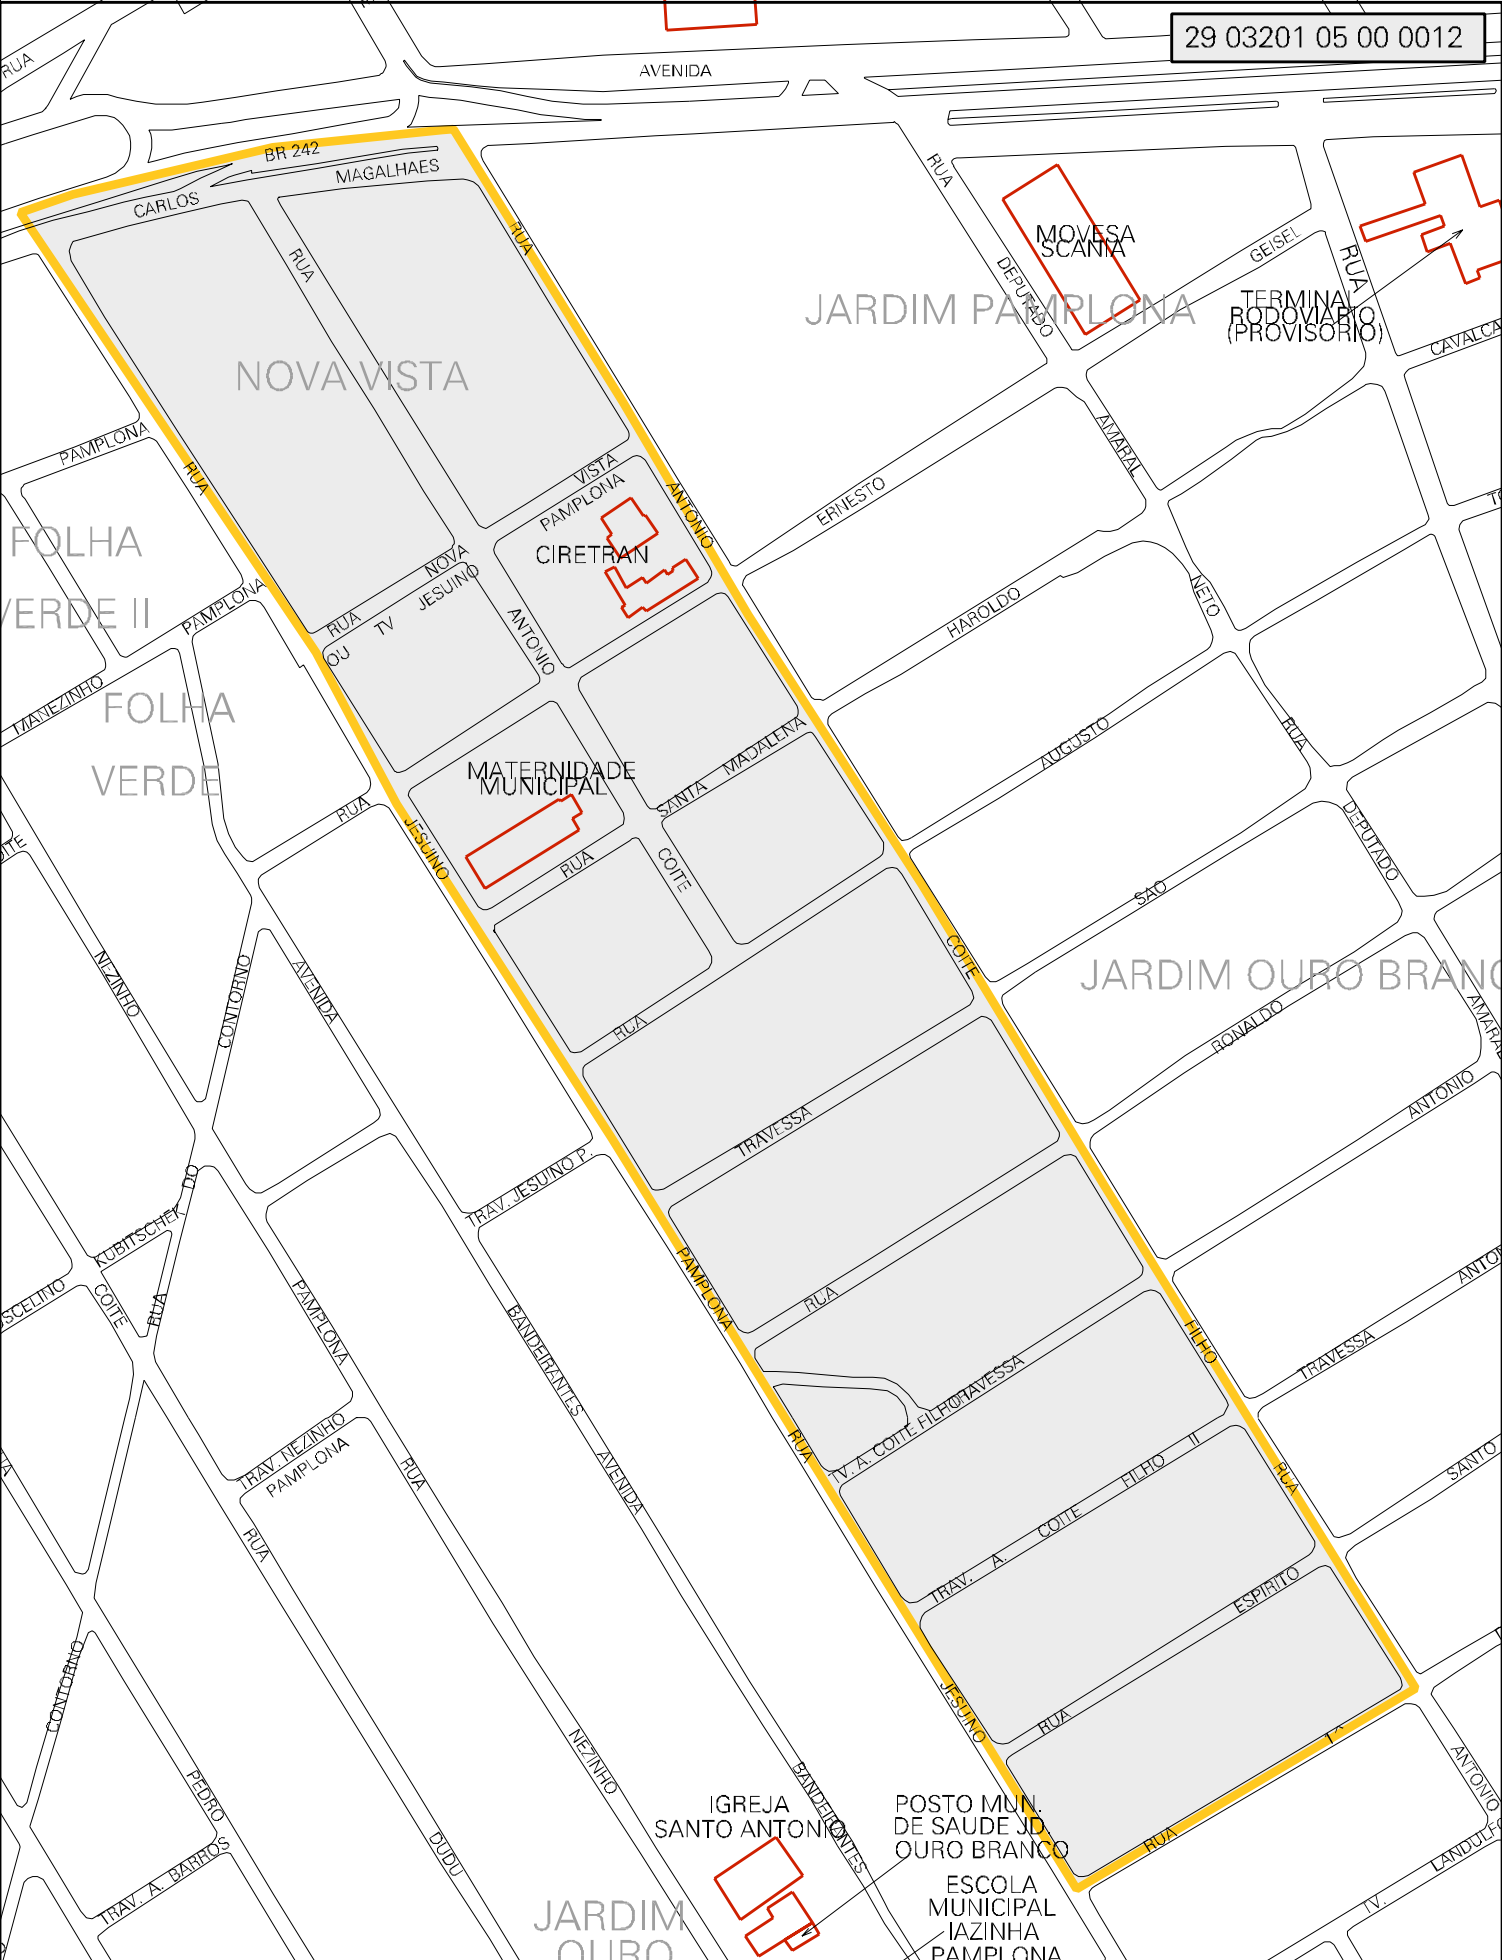 29 03201 05 00 0012
RUA
AVENIDA
BR 242
MAGALHAES
CARLOS
RUA
RUA
RUA
MOVESA
SCANIA
DEPUTADO
GEISEL
RUA
JARDIM PAMPLONA
TERMINAL
RODOVIARIO
(PROVISORIO)
NOVA VISTA
PAMPLONA
RUA
AMARAL
VISTA
PAMPLONA
ANTONIO
ERNESTO
FOLHA
VERDE II
CIRETRAN
NOVA
JESUINO
PAMPLONA
RUA
TV
OU
ANTONIO
NETO
HAROLDO
MANEZINHO
FOLHA
VERDE
AUGUSTO
RUA
MADALENA
SANTA
MATERNIDADE
MUNICIPAL
RUA
JESUINO
RUA
COITE
DEPUTADO
SAO
NEZINHO
CONTORNO
AVENIDA
COITE
JARDIM OURO BRANC
RUA
RONALDO
ANTONIO
TRAVESSA
TRAV. JESUINO P.
DO
KUBITSCHEK
COITE
RUA
PAMPLONA
BANDEIRANTES
PAMPLONA
RUA
FILHO
TRAVESSA
TRAVESSA
TV. A. COITE FILHO I
TRAV. NEZINHO
PAMPLONA
RUA
AVENIDA
RUA
TRAV. A. COITE FILHO II
RUA
SANTO
RUA
ESPIRITO
RUA
CONTORNO
JESUINO
NEZINHO
PEDRO
DUDU
BANDEIRANTES
RUA
ANTONIO
TRAV. A. BARROS
IGREJA
SANTO ANTONIO
POSTO MUN.
DE SAUDE JD.
OURO BRANCO
ESCOLA
MUNICIPAL
IAZINHA
PAMPLONA
JARDIM
OURO
TV.
LANDULFO